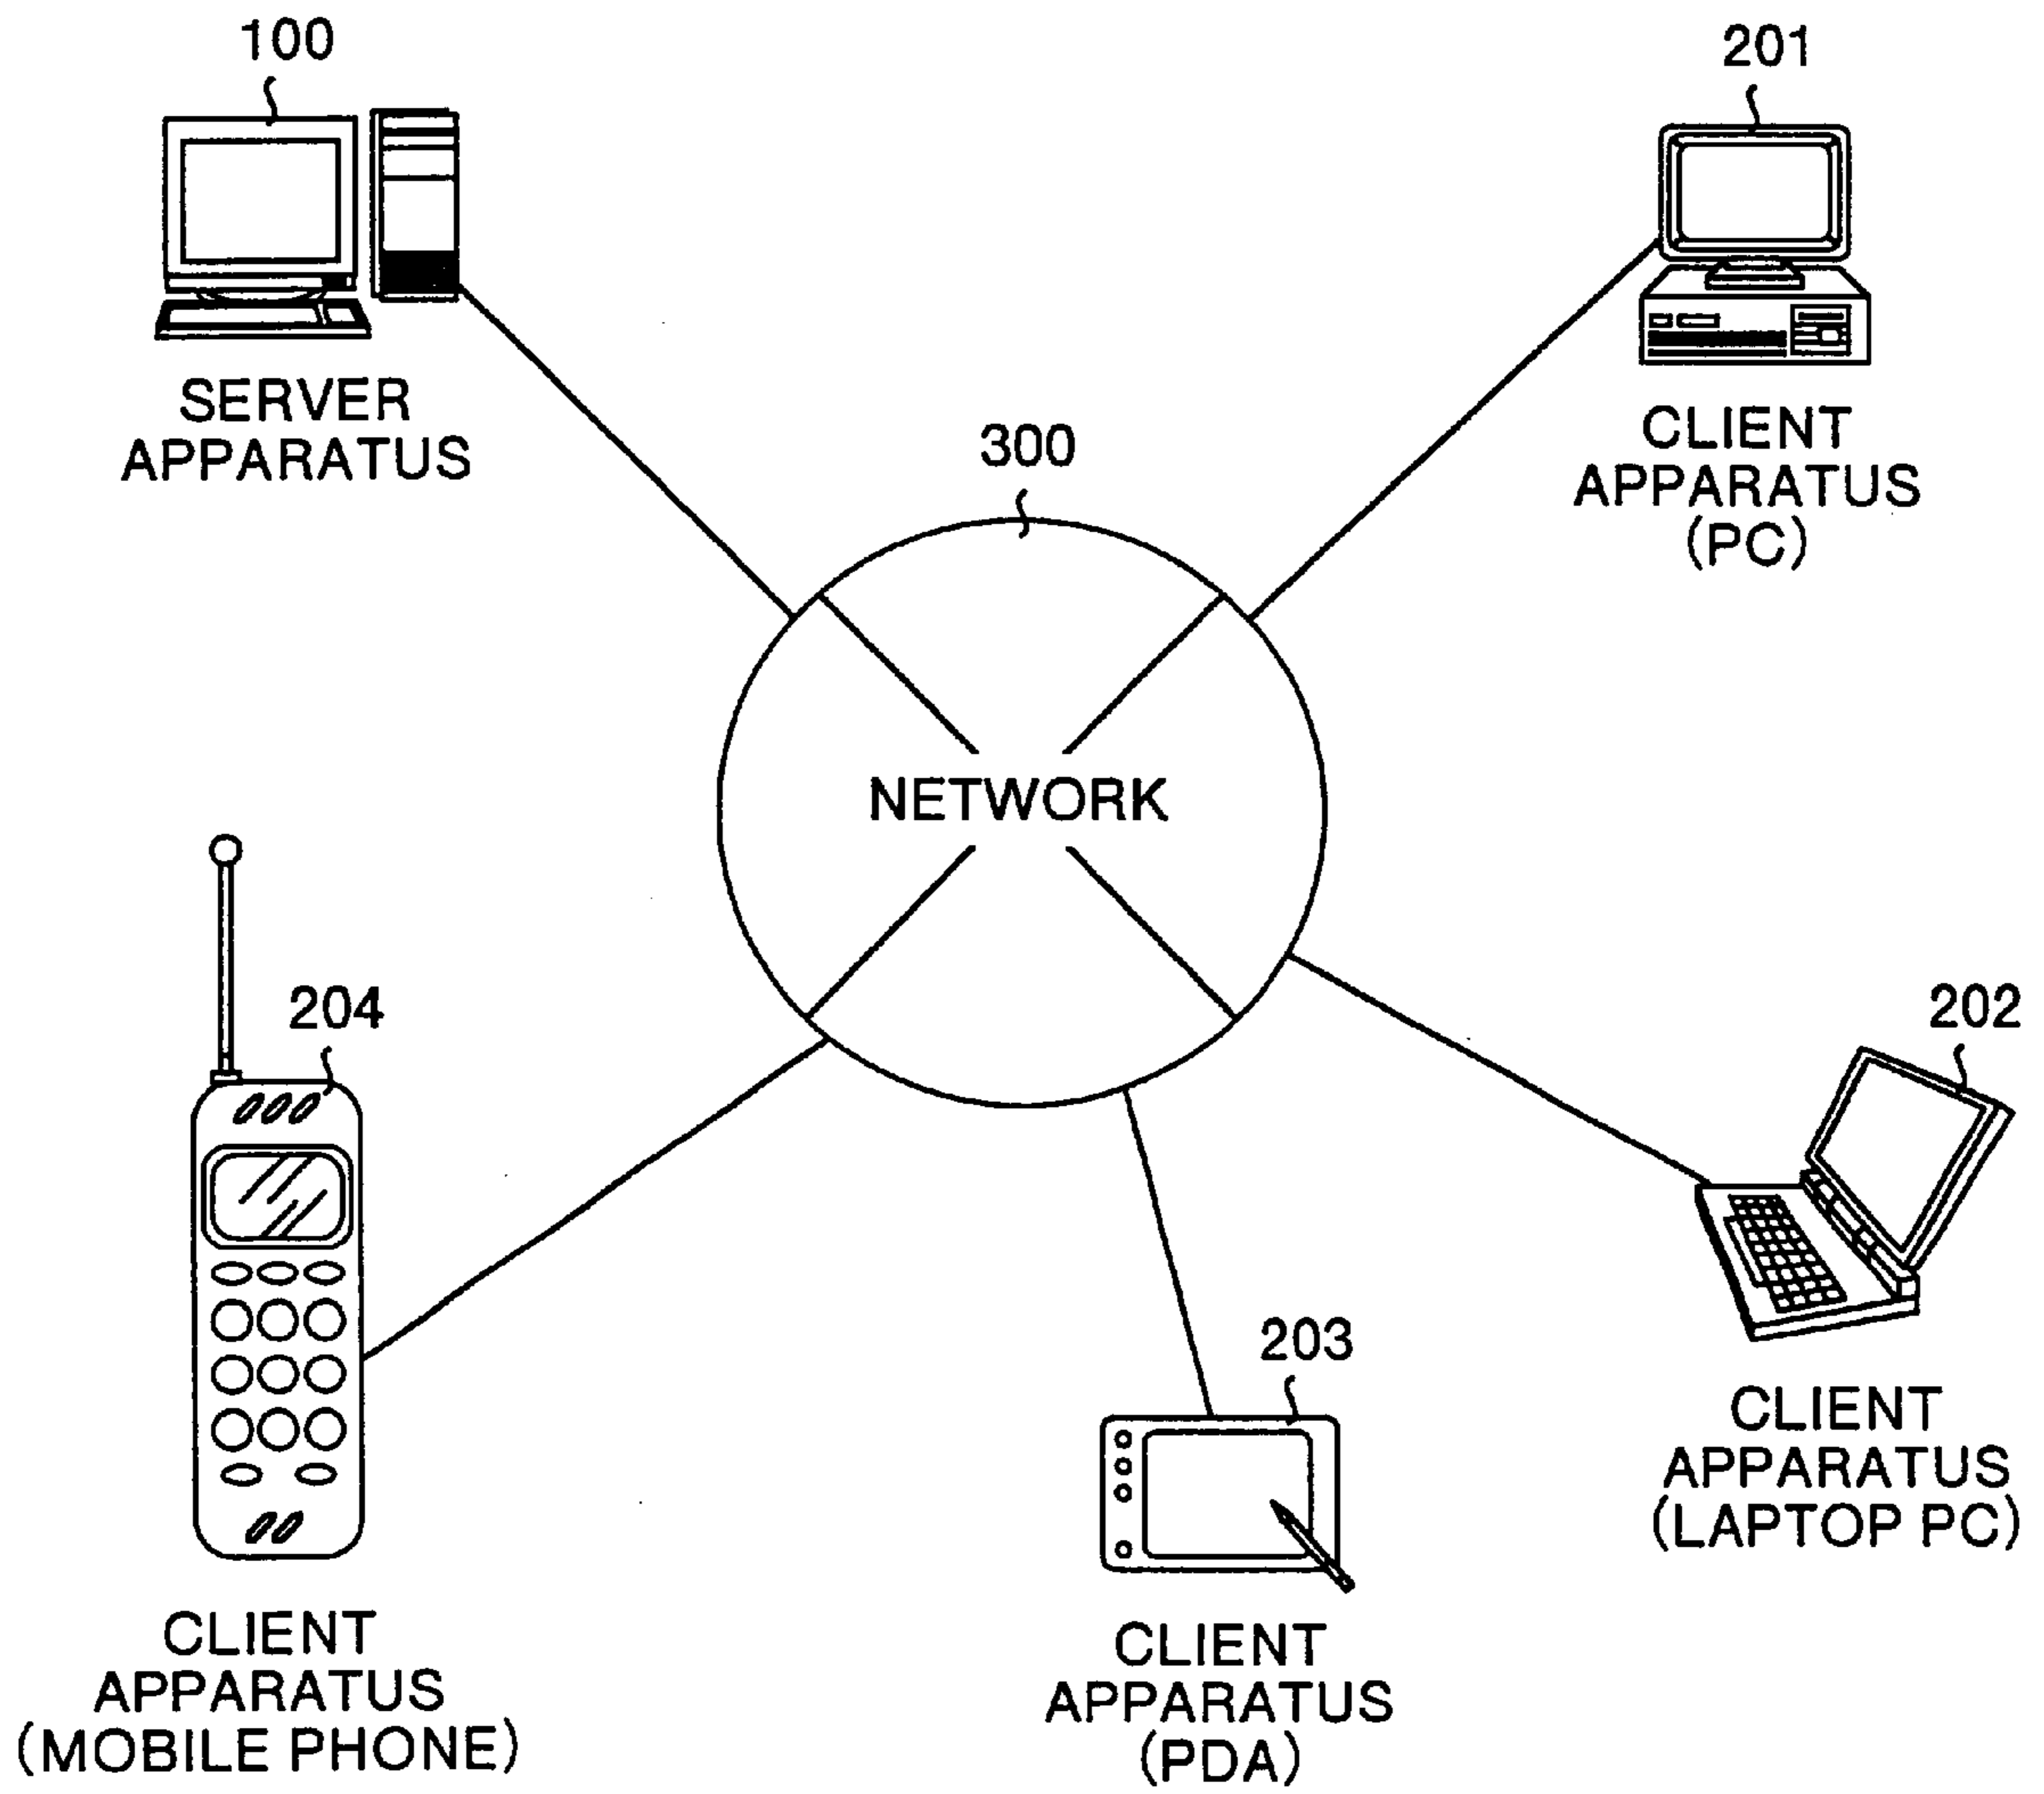 100
SERVER
APPARATUS
201
CLIENT
APPARATUS
(PC)
300
NETWORK
204
CLIENT
APPARATUS
(MOBILE PHONE)
203
CLIENT
APPARATUS
(PDA)
202
CLIENT
APPARATUS
(LAPTOP PC)